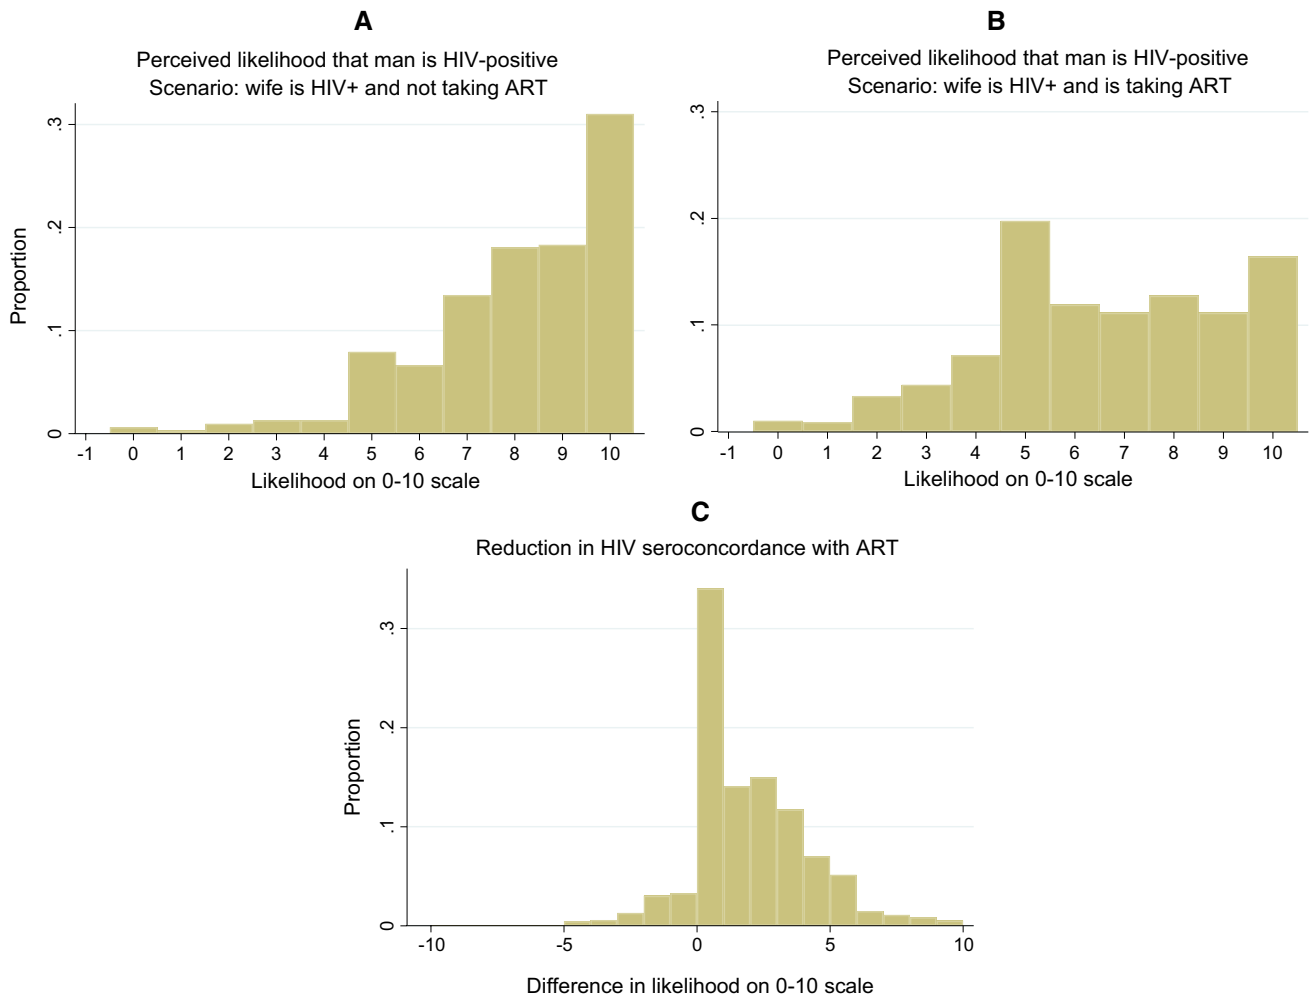 A
Perceived likelihood that man is HIV-positive
Scenario: wife is HIV+ and not taking ART
Proportion
.3
.2
.1
0
-1 0 1 2 3 4 5 6 7 8 9 10
Likelihood on 0-10 scale
B
Perceived likelihood that man is HIV-positive
Scenario: wife is HIV+ and is taking ART
.3
.2
.1
0
-1 0 1 2 3 4 5 6 7 8 9 10
Likelihood on 0-10 scale
C
Reduction in HIV seroconcordance with ART
Proportion
.3
.2
.1
0
-10 -5 0 5 10
Difference in likelihood on 0-10 scale